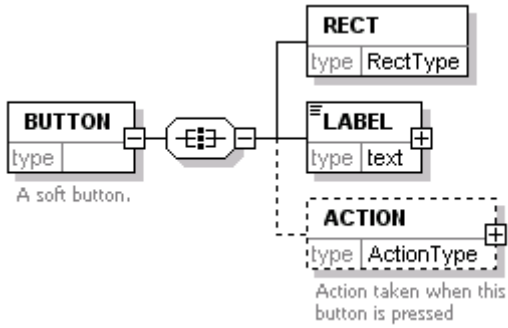 RECT
type RectType
BUTTON
type
A soft button.
LABEL
type text
ACTION
type ActionType
Action taken when this
button is pressed